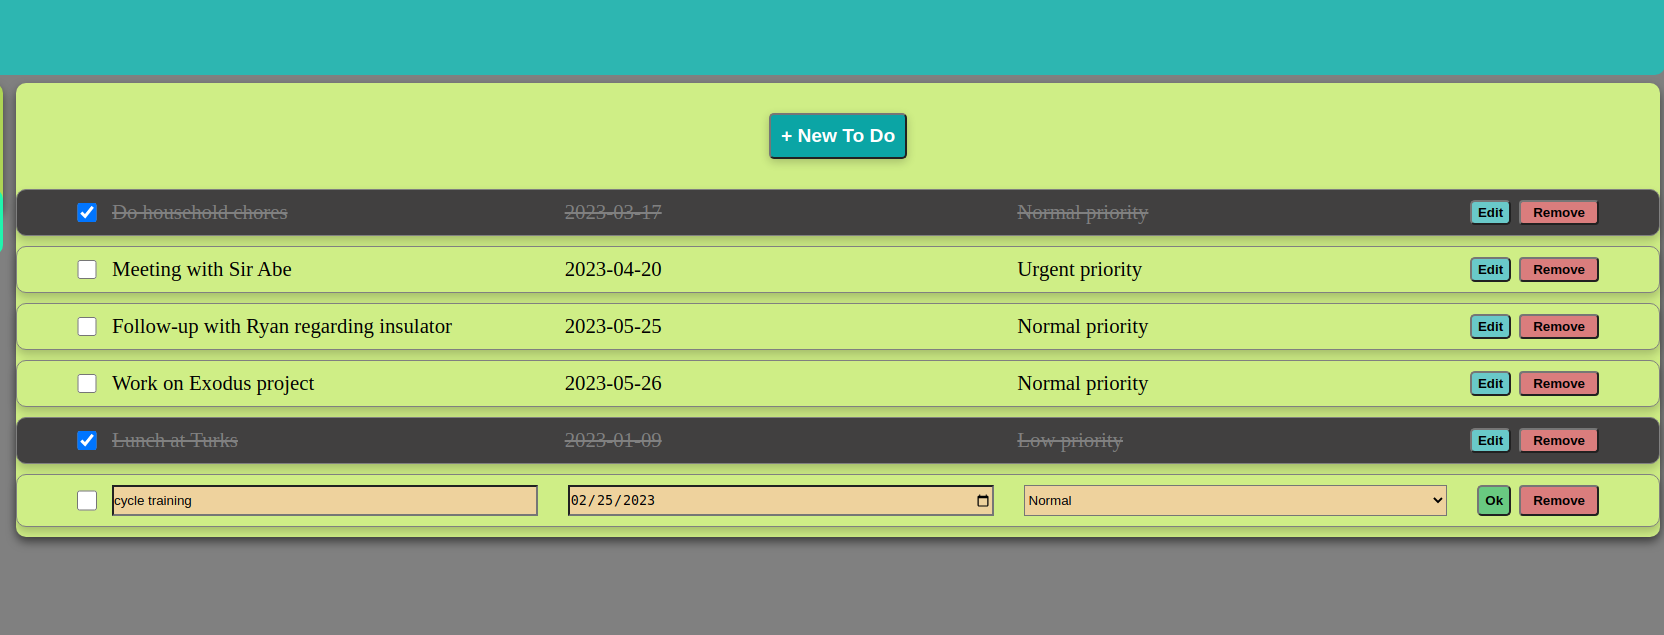 + New To Do
Do household chores 2023-03-17 Normal priority Edit Remove
Meeting with Sir Abe 2023-04-20 Urgent priority Edit Remove
Follow-up with Ryan regarding insulator 2023-05-25 Normal priority Edit Remove
Work on Exodus project 2023-05-26 Normal priority Edit Remove
Lunch at Turks 2023-01-09 Low priority Edit Remove
cycle training 02/25/2023 Normal Ok Remove